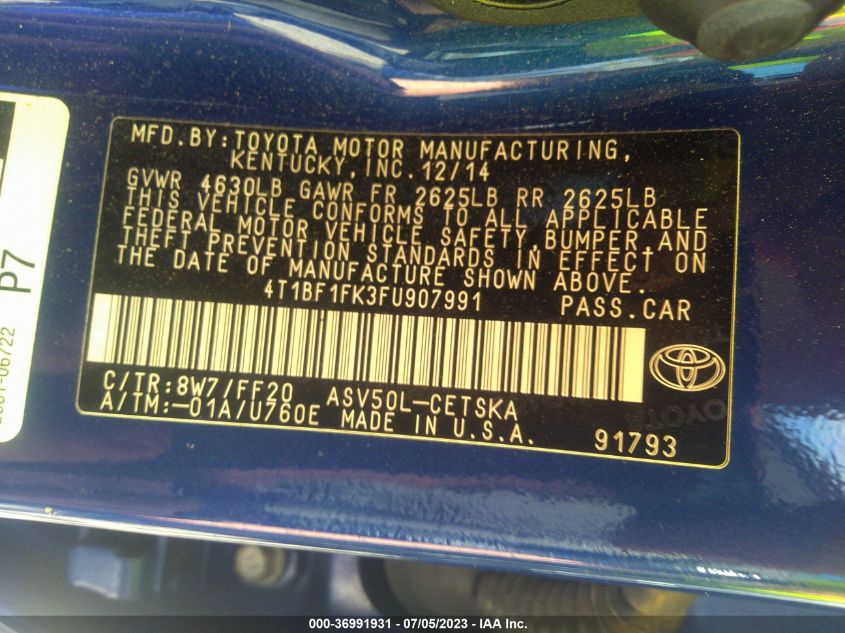 MFD.BY:TOYOTA MOTOR MANUFACTURING,
KENTUCKY,INC.12/14
GVWR 4630LB GAWR FR 2625LB RR 2625LB
THIS VEHICLE CONFORMS TO ALL APPLICABLE
FEDERAL MOTOR VEHICLE SAFETY,BUMPER,AND
THEFT PREVENTION STANDARDS IN EFFECT ON
THE DATE OF MANUFACTURE SHOWN ABOVE.
4T1BF1FK3FU907991 PASS.CAR
C/TR:8W7/FF20 ASV50L-CETSKA
A/TM:-01A/U760E MADE IN U.S.A. 91793
TOYOTA
P7
000-36991931 / 07/05/2023 / IAA Inc.